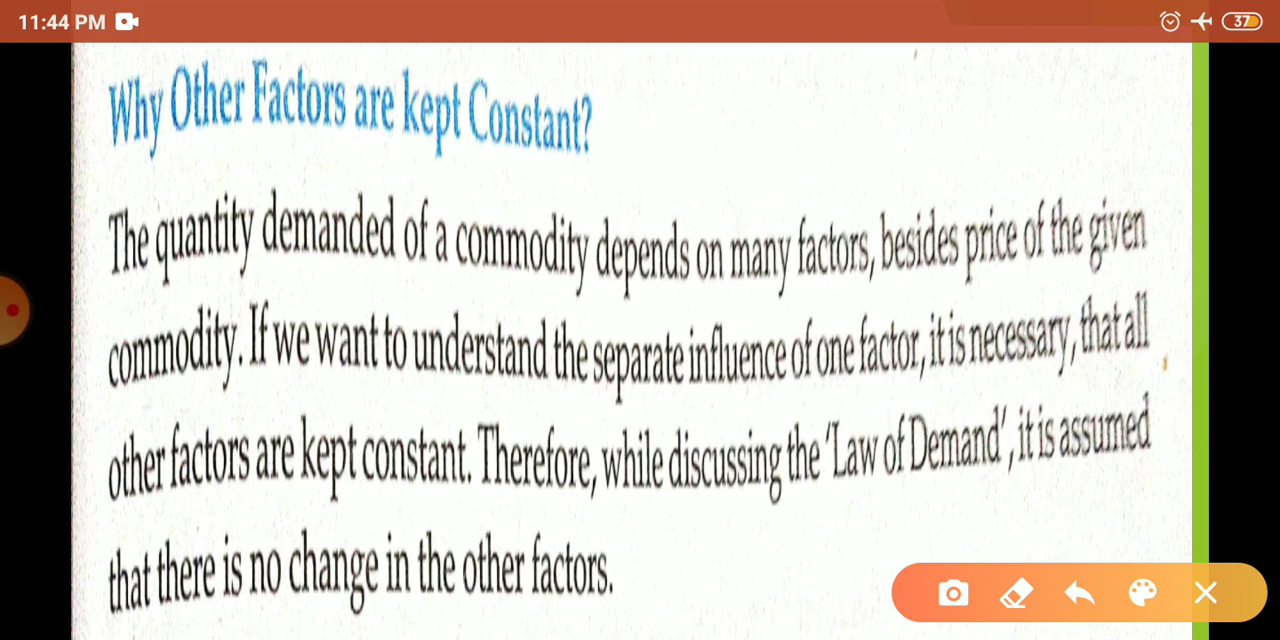 11:44 PM
37
Why Other Factors are kept Constant?
The quantity demanded of a commodity depends on many factors, besides price of the given
commodity. If we want to understand the separate influence of one factor, it is necessary, that all
other factors are kept constant. Therefore, while discussing the 'Law of Demand', it is assumed
that there is no change in the other factors.